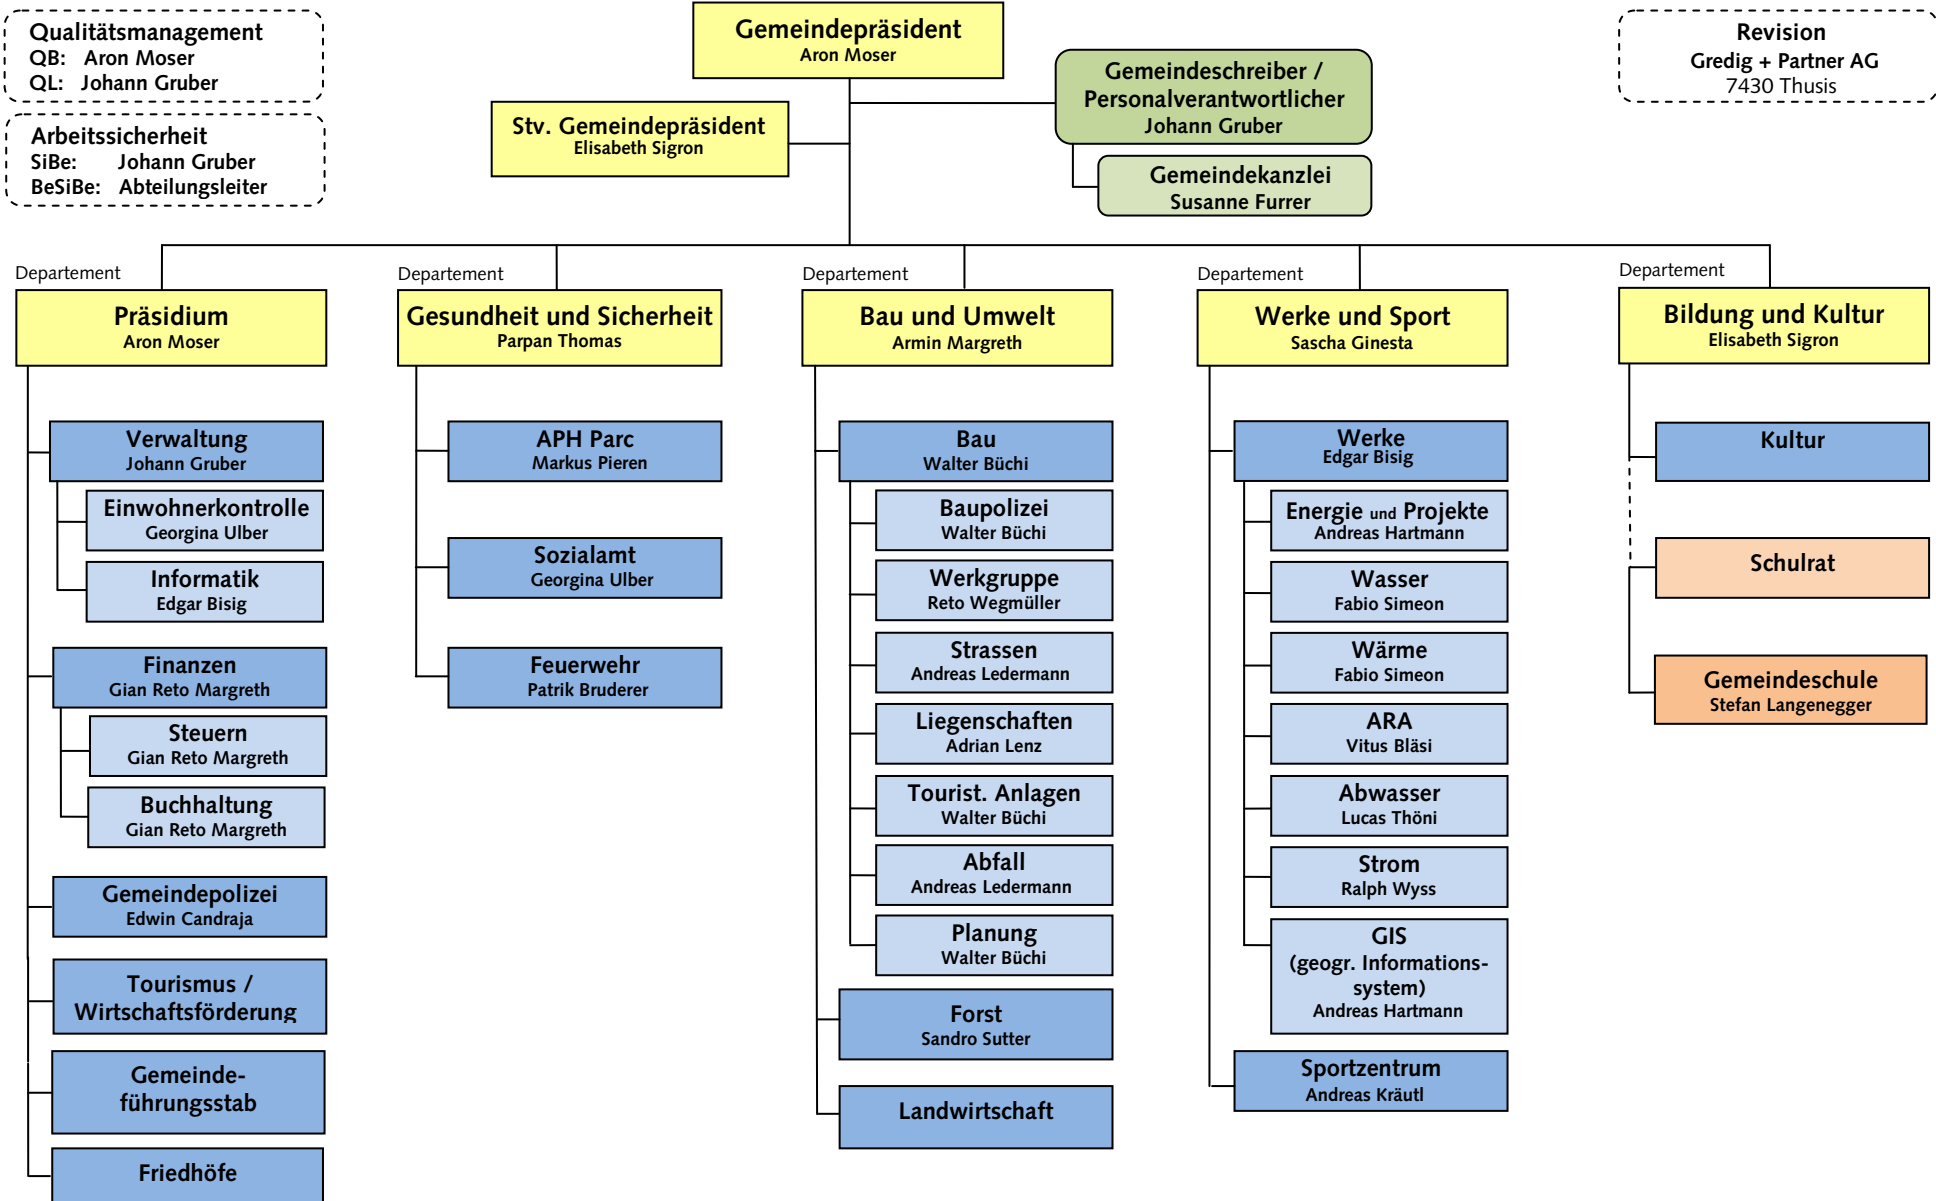 Qualitätsmanagement
QB: Aron Moser
QL: Johann Gruber
Arbeitssicherheit
SiBe: Johann Gruber
BeSiBe: Abteilungsleiter
Gemeindepräsident
Aron Moser
Stv. Gemeindepräsident
Elisabeth Sigron
Gemeindeschreiber /
Personalverantwortlicher
Johann Gruber
Gemeindekanzlei
Susanne Furrer
Revision
Gredig + Partner AG
7430 Thusis
Departement
Präsidium
Aron Moser
Verwaltung
Johann Gruber
Einwohnerkontrolle
Georgina Ulber
Informatik
Edgar Bisig
Finanzen
Gian Reto Margreth
Steuern
Gian Reto Margreth
Buchhaltung
Gian Reto Margreth
Gemeindepolizei
Edwin Candraja
Tourismus /
Wirtschaftsförderung
Gemeinde-
führungsstab
Friedhöfe
Departement
Gesundheit und Sicherheit
Parpan Thomas
APH Parc
Markus Pieren
Sozialamt
Georgina Ulber
Feuerwehr
Patrik Bruderer
Departement
Bau und Umwelt
Armin Margreth
Bau
Walter Büchi
Baupolizei
Walter Büchi
Werkgruppe
Reto Wegmüller
Strassen
Andreas Ledermann
Liegenschaften
Adrian Lenz
Tourist. Anlagen
Walter Büchi
Abfall
Andreas Ledermann
Planung
Walter Büchi
Forst
Sandro Sutter
Landwirtschaft
Departement
Werke und Sport
Sascha Ginesta
Werke
Edgar Bisig
Energie und Projekte
Andreas Hartmann
Wasser
Fabio Simeon
Wärme
Fabio Simeon
ARA
Vitus Bläsi
Abwasser
Lucas Thöni
Strom
Ralph Wyss
GIS
(geogr. Informations-
system)
Andreas Hartmann
Sportzentrum
Andreas Kräutl
Departement
Bildung und Kultur
Elisabeth Sigron
Kultur
Schulrat
Gemeindeschule
Stefan Langenegger